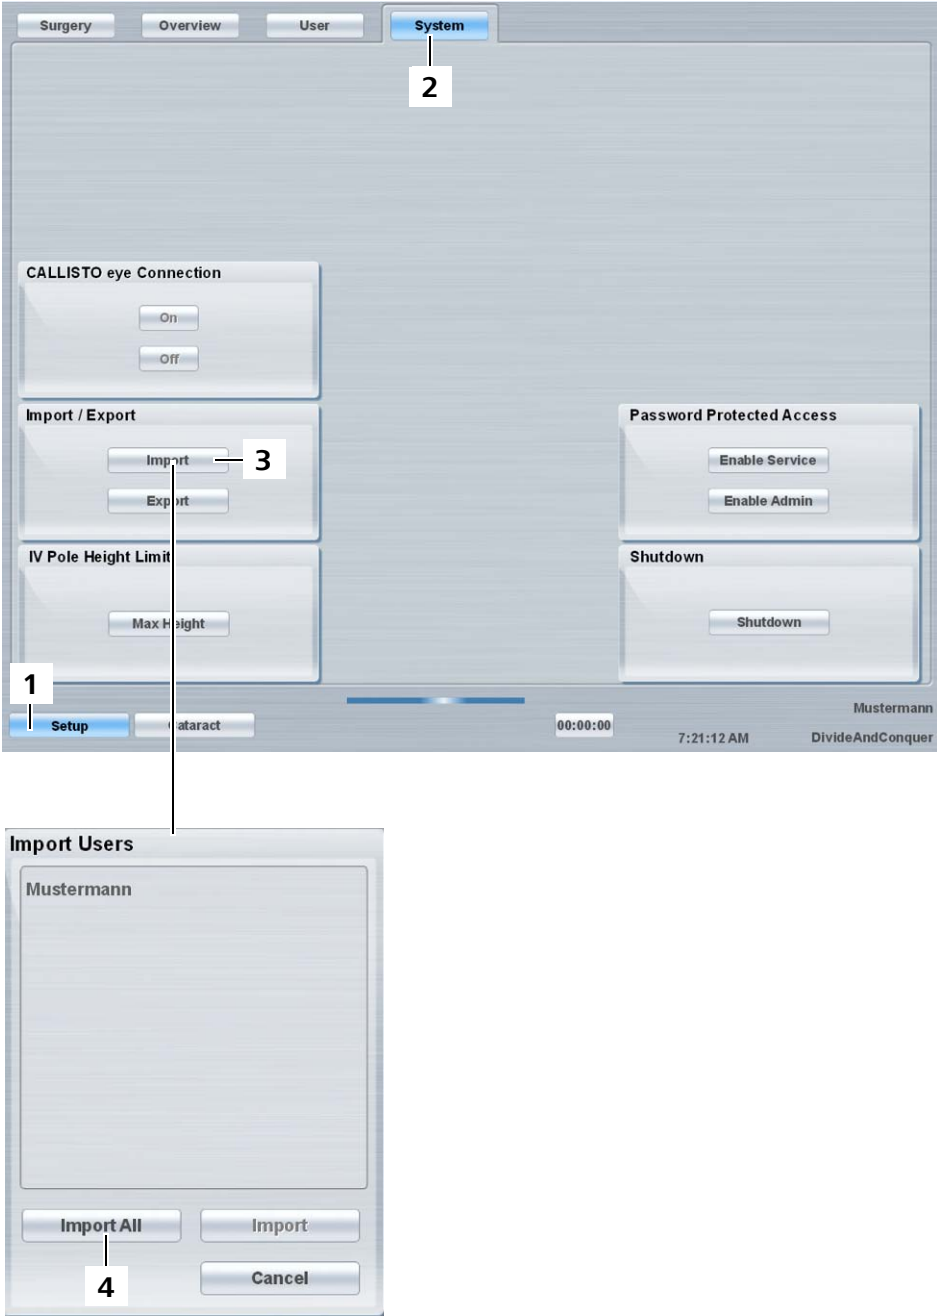 Surgery Overview User System
2
CALLISTO eye Connection
On
Off
Import / Export
Import
3
Export
Password Protected Access
Enable Service
Enable Admin
IV Pole Height Limit
Max Height
Shutdown
Shutdown
1
Setup
Cataract
00:00:00
7:21:12 AM
Mustermann
DivideAndConquer
Import Users
Mustermann
Import All
Import
4
Cancel